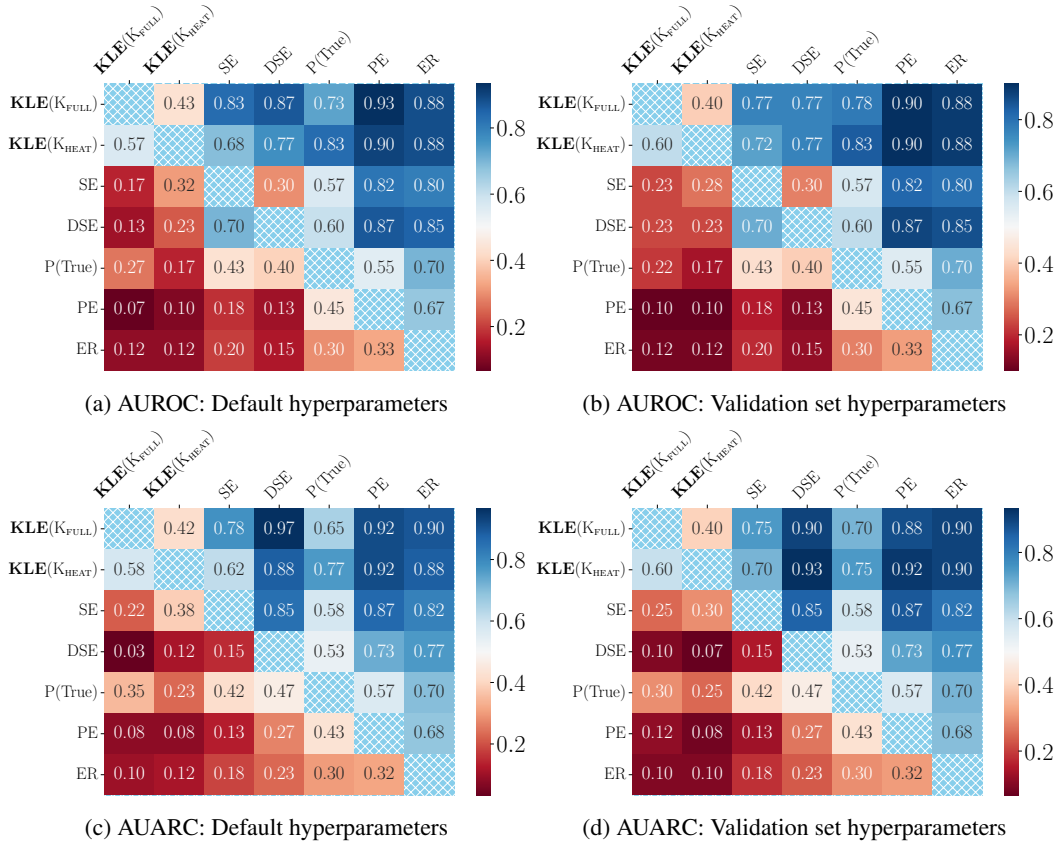 KLE(K_FULL) KLE(K_HEAT) SE DSE P(True) PE ER
KLE(K_FULL) 0.43 0.83 0.87 0.73 0.93 0.88
KLE(K_HEAT) 0.57 0.68 0.77 0.83 0.90 0.88
SE 0.17 0.32 0.30 0.57 0.82 0.80
DSE 0.13 0.23 0.70 0.60 0.87 0.85
P(True) 0.27 0.17 0.43 0.40 0.55 0.70
PE 0.07 0.10 0.18 0.13 0.45 0.67
ER 0.12 0.12 0.20 0.15 0.30 0.33
0.8
0.6
0.4
0.2
(a) AUROC: Default hyperparameters
KLE(K_FULL) KLE(K_HEAT) SE DSE P(True) PE ER
KLE(K_FULL) 0.40 0.77 0.77 0.78 0.90 0.88
KLE(K_HEAT) 0.60 0.72 0.77 0.83 0.90 0.88
SE 0.23 0.28 0.30 0.57 0.82 0.80
DSE 0.23 0.23 0.70 0.60 0.87 0.85
P(True) 0.22 0.17 0.43 0.40 0.55 0.70
PE 0.10 0.10 0.18 0.13 0.45 0.67
ER 0.12 0.12 0.20 0.15 0.30 0.33
0.8
0.6
0.4
0.2
(b) AUROC: Validation set hyperparameters
KLE(K_FULL) KLE(K_HEAT) SE DSE P(True) PE ER
KLE(K_FULL) 0.42 0.78 0.97 0.65 0.92 0.90
KLE(K_HEAT) 0.58 0.62 0.88 0.77 0.92 0.88
SE 0.22 0.38 0.85 0.58 0.87 0.82
DSE 0.03 0.12 0.15 0.53 0.73 0.77
P(True) 0.35 0.23 0.42 0.47 0.57 0.70
PE 0.08 0.08 0.13 0.27 0.43 0.68
ER 0.10 0.12 0.18 0.23 0.30 0.32
0.8
0.6
0.4
0.2
(c) AUARC: Default hyperparameters
KLE(K_FULL) KLE(K_HEAT) SE DSE P(True) PE ER
KLE(K_FULL) 0.40 0.75 0.90 0.70 0.88 0.90
KLE(K_HEAT) 0.60 0.70 0.93 0.75 0.92 0.90
SE 0.25 0.30 0.85 0.58 0.87 0.82
DSE 0.10 0.07 0.15 0.53 0.73 0.77
P(True) 0.30 0.25 0.42 0.47 0.57 0.70
PE 0.12 0.08 0.13 0.27 0.43 0.68
ER 0.10 0.10 0.18 0.23 0.30 0.32
0.8
0.6
0.4
0.2
(d) AUARC: Validation set hyperparameters